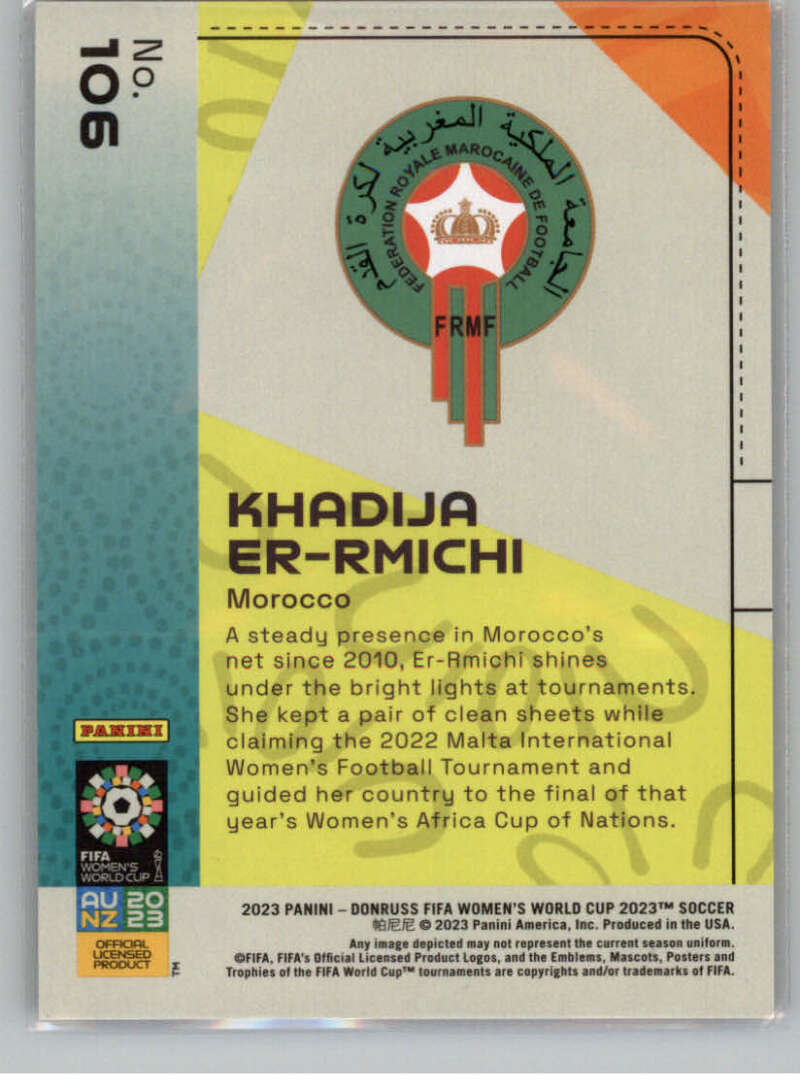 No.
106
الجامعة الملكية المغربية لكرة القدم
FEDERATION ROYALE MAROCAINE DE FOOTBALL
FRMF
KHADIJA
ER-RMICHI
Morocco
A steady presence in Morocco's
net since 2010, Er-Rmichi shines
under the bright lights at tournaments.
She kept a pair of clean sheets while
claiming the 2022 Malta International
Women's Football Tournament and
guided her country to the final of that
year's Women's Africa Cup of Nations.
PANINI
FIFA
WOMEN'S
WORLD CUP
AU 20
NZ 23
OFFICIAL
LICENSED
PRODUCT
TM
2023 PANINI – DONRUSS FIFA WOMEN'S WORLD CUP 2023™ SOCCER
帕尼尼 © 2023 Panini America, Inc. Produced in the USA.
Any image depicted may not represent the current season uniform.
©FIFA, FIFA's Official Licensed Product Logos, and the Emblems, Mascots, Posters and
Trophies of the FIFA World Cup™ tournaments are copyrights and/or trademarks of FIFA.